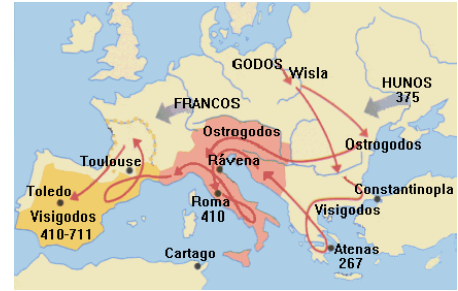 GODOS
Wisla
HUNOS
375
FRANCOS
Ostrogodos
Ostrogodos
Toulouse
Rávena
Toledo
Roma
410
Constantinopla
Visigodos
410-711
Visigodos
Atenas
267
Cartago